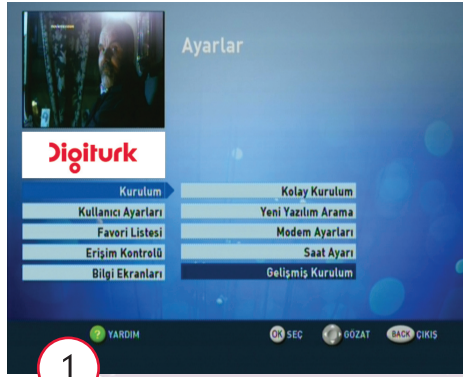 Ayarlar
Digiturk
Kurulum
Kullanıcı Ayarları
Favori Listesi
Erişim Kontrolü
Bilgi Ekranları
Kolay Kurulum
Yeni Yazılım Arama
Modem Ayarları
Saat Ayarı
Gelişmiş Kurulum
? YARDIM
OK SEÇ
GÖZAT
BACK ÇIKIŞ
1